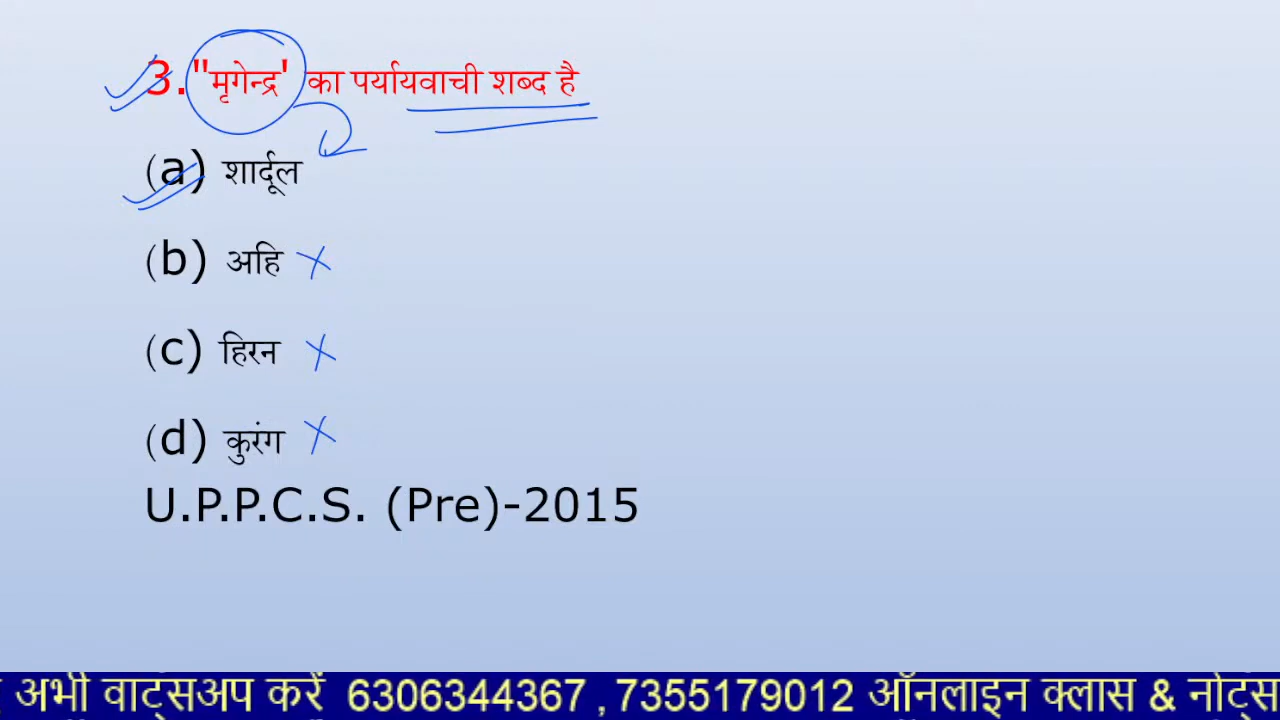 3. "मृगेन्द्र' का पर्यायवाची शब्द है
(a) शार्दूल
(b) अहि
(c) हिरन
(d) कुरंग
U.P.P.C.S. (Pre)-2015
अभी वाट्सअप करें 6306344367 ,7355179012 ऑनलाइन क्लास & नोट्स